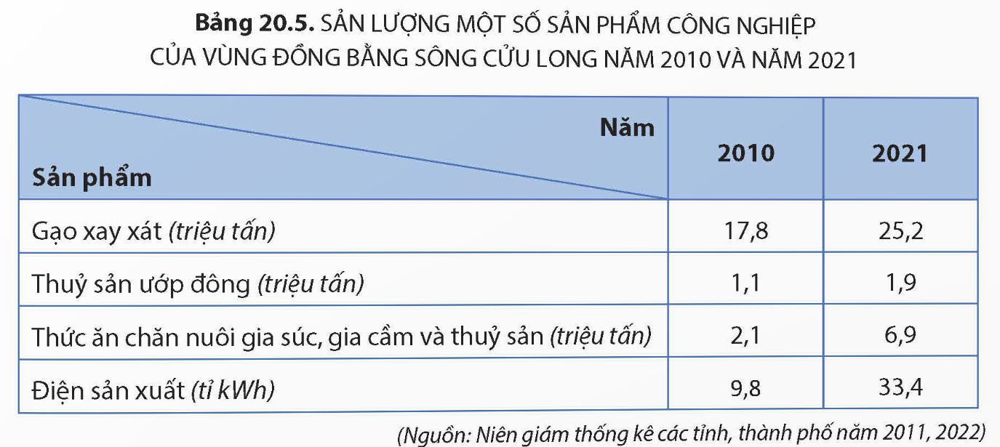 Bảng 20.5. SẢN LƯỢNG MỘT SỐ SẢN PHẨM CÔNG NGHIỆP
CỦA VÙNG ĐỒNG BẰNG SÔNG CỬU LONG NĂM 2010 VÀ NĂM 2021
Năm
Sản phẩm
2010 2021
Gạo xay xát (triệu tấn) 17,8 25,2
Thuỷ sản ướp đông (triệu tấn) 1,1 1,9
Thức ăn chăn nuôi gia súc, gia cầm và thuỷ sản (triệu tấn) 2,1 6,9
Điện sản xuất (tỉ kWh) 9,8 33,4
(Nguồn: Niên giám thống kê các tỉnh, thành phố năm 2011, 2022)